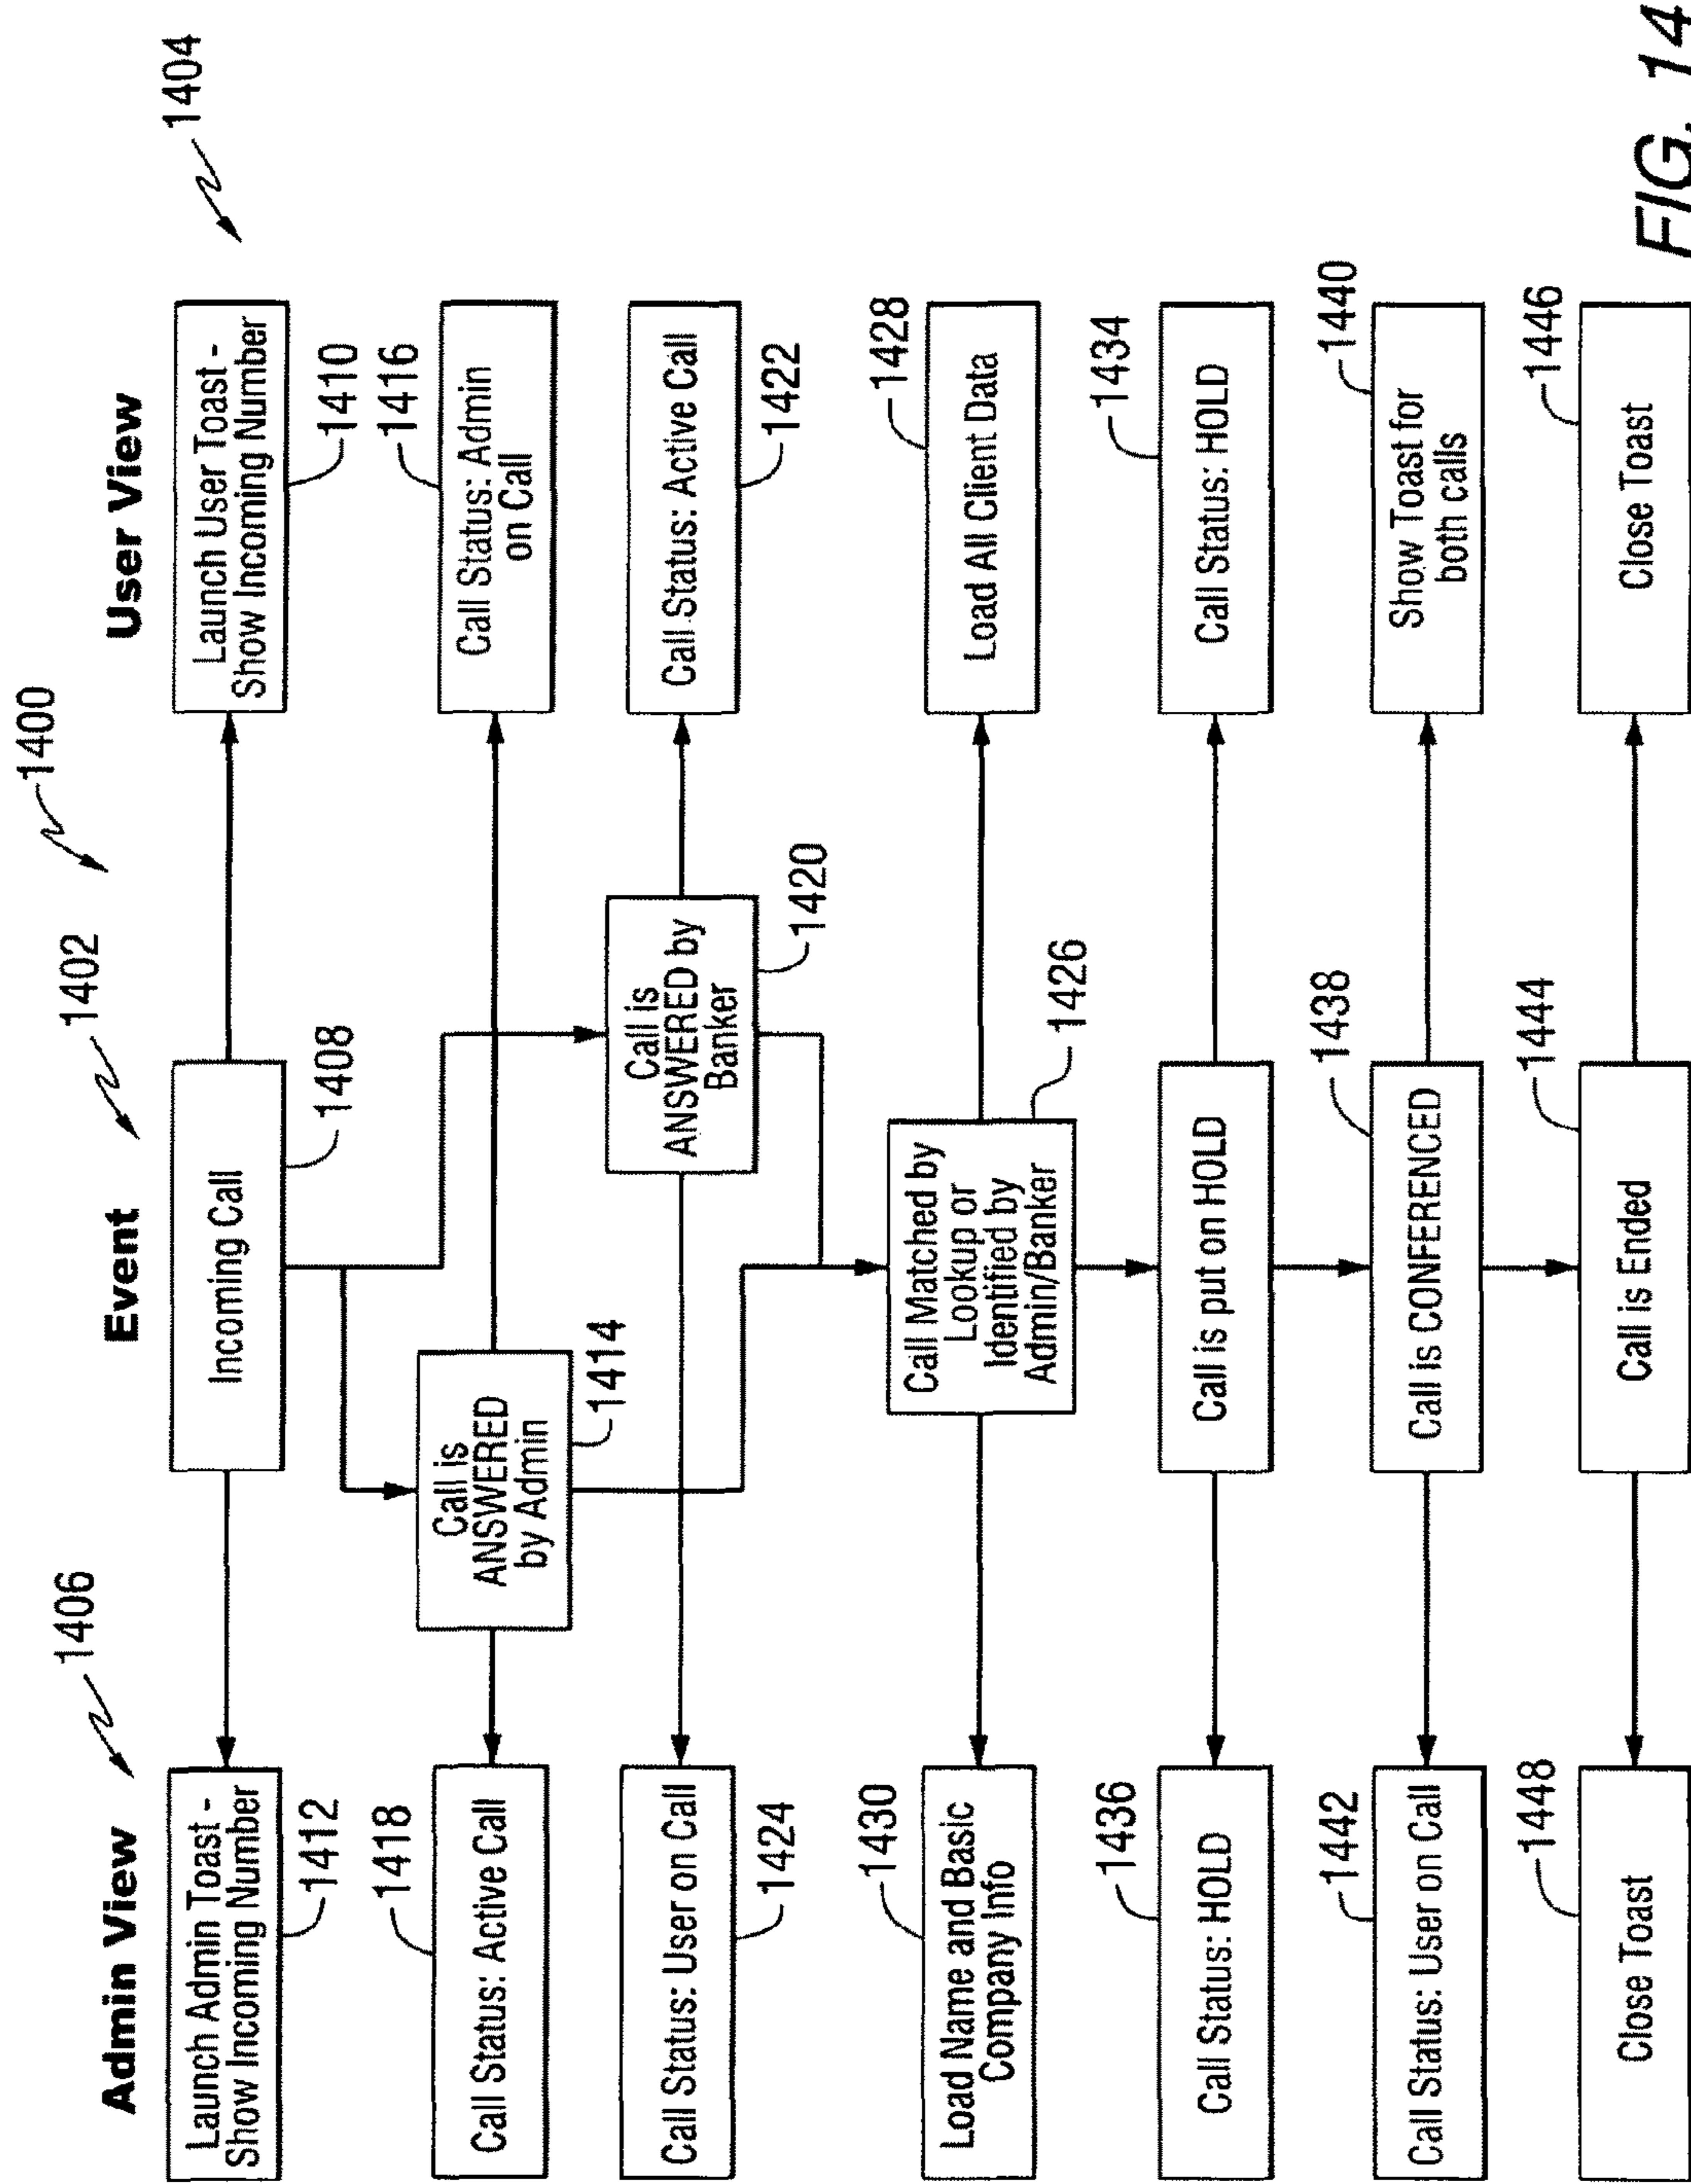 1400
1406
1402
1404
Admin View
Event
User View
Launch Admin Toast -
Show Incoming Number
1412
Incoming Call
1408
Launch User Toast -
Show Incoming Number
1410
1418
Call Status: Active Call
Call is
ANSWERED
by Admin
1414
1416
Call Status: Admin
on Call
Call Status: User on Call
1424
Call is
ANSWERED by
Banker
1420
Call Status: Active Call
1422
1430
Load Name and Basic
Company Info
Call Matched by
Lookup or
Identified by
Admin/Banker
1426
1428
Load All Client Data
1436
Call Status: HOLD
Call is put on HOLD
1434
Call Status: HOLD
1442
Call Status: User on Call
1438
Call is CONFERENCED
1440
Show Toast for
both calls
1448
Close Toast
1444
Call is Ended
1446
Close Toast
FIG. 14